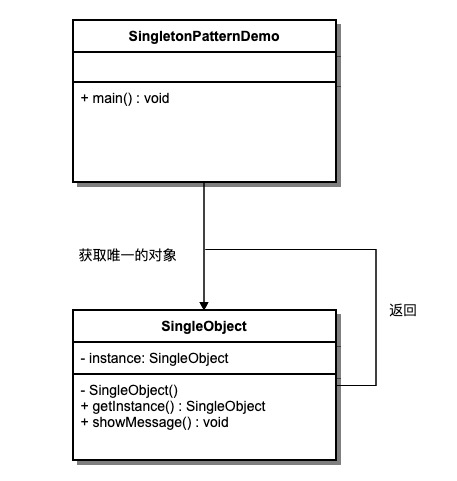 SingletonPatternDemo
+ main() : void
获取唯一的对象
返回
SingleObject
- instance: SingleObject
- SingleObject()
+ getInstance() : SingleObject
+ showMessage() : void